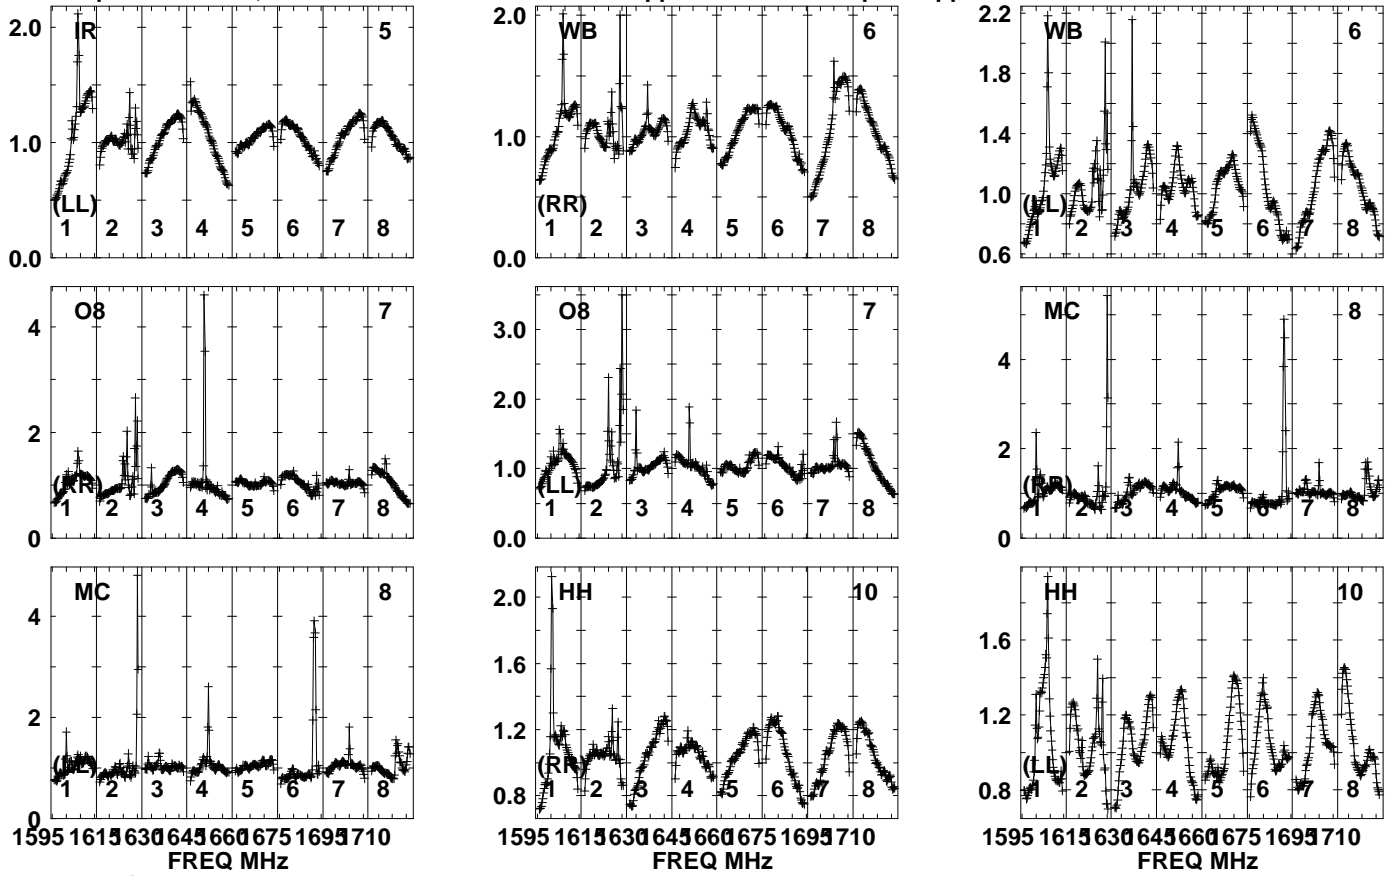 2.0 IR 5
1.0
(LL)
1 2 3 4 5 6 7 8
0.0
2.0 WB 6
1.0
(RR)
1 2 3 4 5 6 7 8
0.0
2.2 WB 6
1.8
1.4
1.0
(LL)
1 2 3 4 5 6 7 8
0.6
O8 7
4
2
(RR)
1 2 3 4 5 6 7 8
0
O8 7
3.0
2.0
1.0
(LL)
1 2 3 4 5 6 7 8
0.0
MC 8
4
2
(RR)
1 2 3 4 5 6 7 8
0
MC 8
4
2
(LL)
1 2 3 4 5 6 7 8
0
1595 1615 1630 1645 1660 1675 1695 1710
FREQ MHz
2.0 HH 10
1.6
1.2
(RR)
1 2 3 4 5 6 7 8
0.8
1595 1615 1630 1645 1660 1675 1695 1710
FREQ MHz
HH 10
1.6
1.2
(LL)
1 2 3 4 5 6 7 8
0.8
1595 1615 1630 1645 1660 1675 1695 1710
FREQ MHz